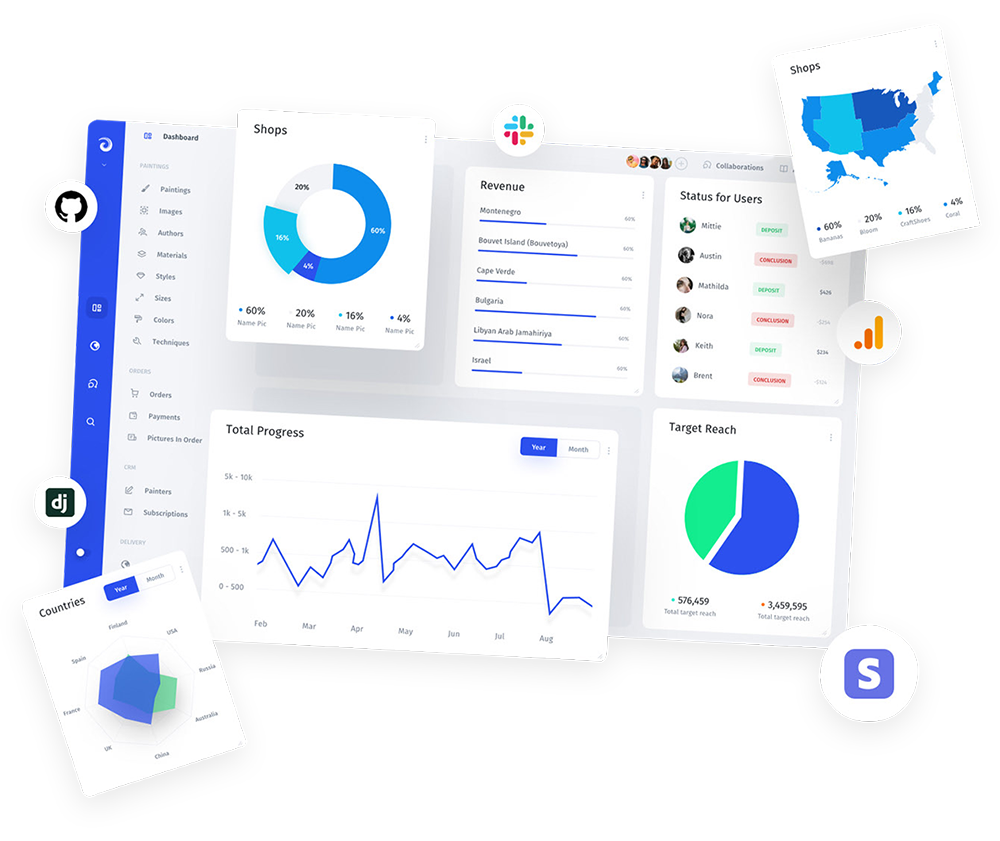 Dashboard
PAINTINGS
Paintings
Images
Authors
Materials
Styles
Sizes
Colors
Techniques
ORDERS
Orders
Payments
Pictures In Order
CRM
Painters
Subscriptions
DELIVERY
dj
Shops
20%
60%
16%
4%
60% 20% 16% 4%
Name Pic Name Pic Name Pic Name Pic
Collaborations
Revenue
Montenegro 60%
Bouvet Island (Bouvetoya) 60%
Cape Verde 60%
Bulgaria 60%
Libyan Arab Jamahiriya 60%
Israel 60%
Status for Users
Mittie DEPOSIT
Austin CONCLUSION
Mathilda DEPOSIT $426
Nora CONCLUSION -$234
Keith DEPOSIT $234
Brent CONCLUSION -$324
Shops
60% 20% 16% 4%
Bananas Bloom CraftShoes Coral
Total Progress
Year Month
5k - 10k
1k - 5k
500 - 1k
0 - 500
Feb Mar Apr May Jun Jul Aug
Target Reach
576,459 3,459,595
Total target reach Total target reach
Countries
Year Month
Finland
USA
Spain
Russia
France
Australia
UK
China
S